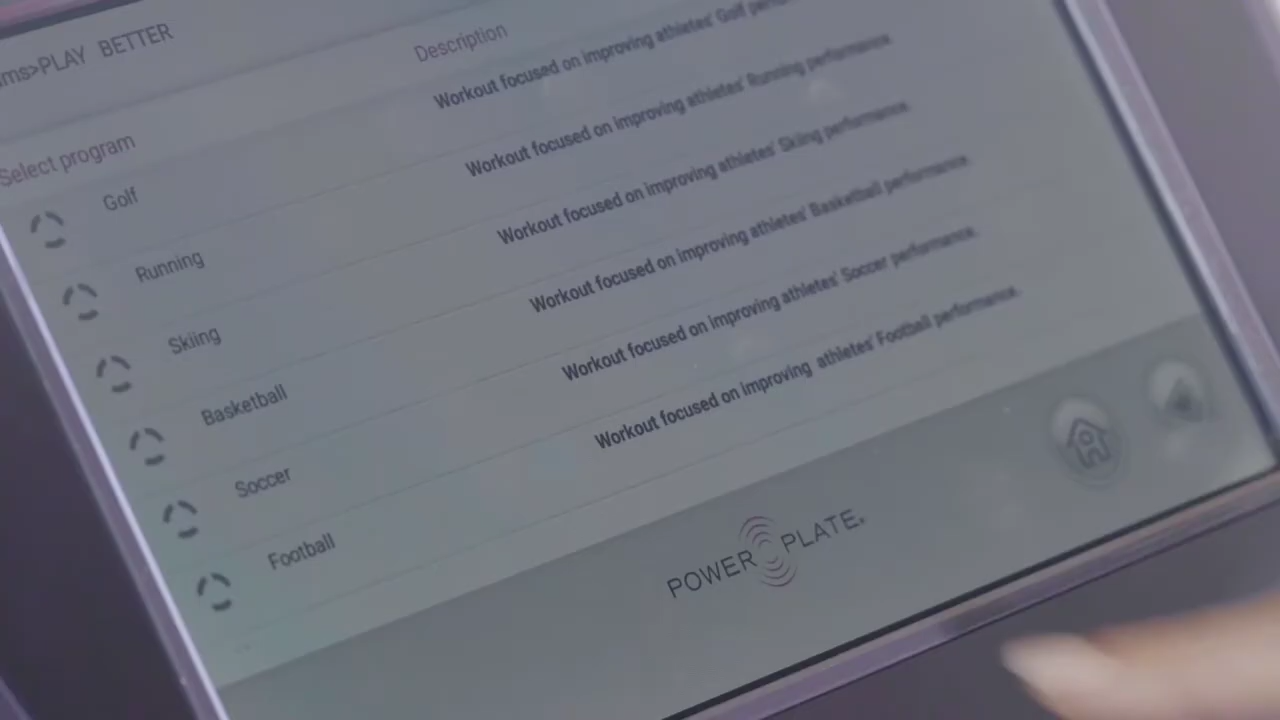 ms>PLAY BETTER
Select program Description
Golf Workout focused on improving athletes' Golf
Running Workout focused on improving athletes' Running performance
Skiing Workout focused on improving athletes' Skiing performance.
Basketball Workout focused on improving athletes' Basketball performance.
Soccer Workout focused on improving athletes' Soccer performance.
Football Workout focused on improving athletes' Football performance.
POWER PLATE